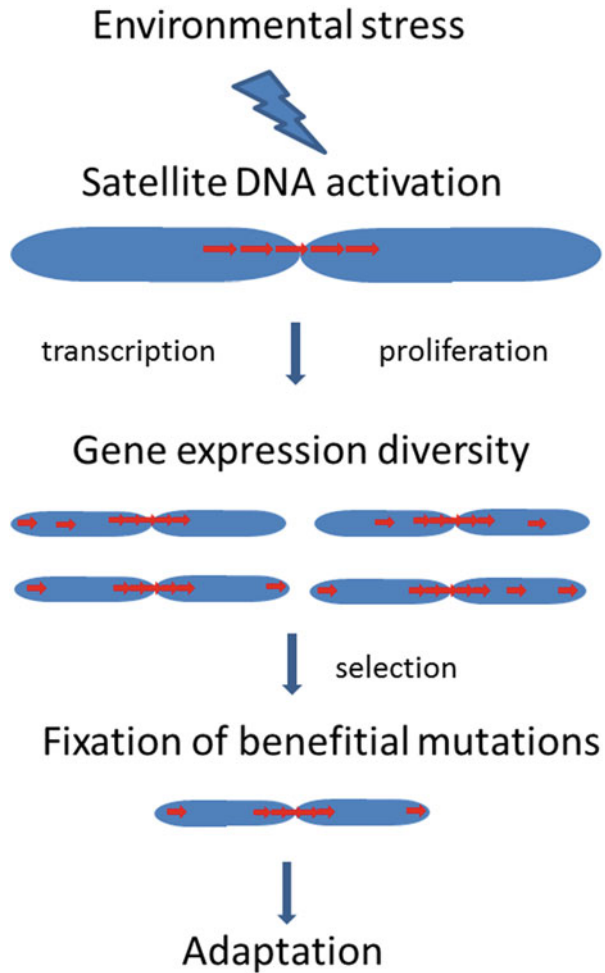 Environmental stress
Satellite DNA activation
transcription proliferation
Gene expression diversity
selection
Fixation of benefitial mutations
Adaptation